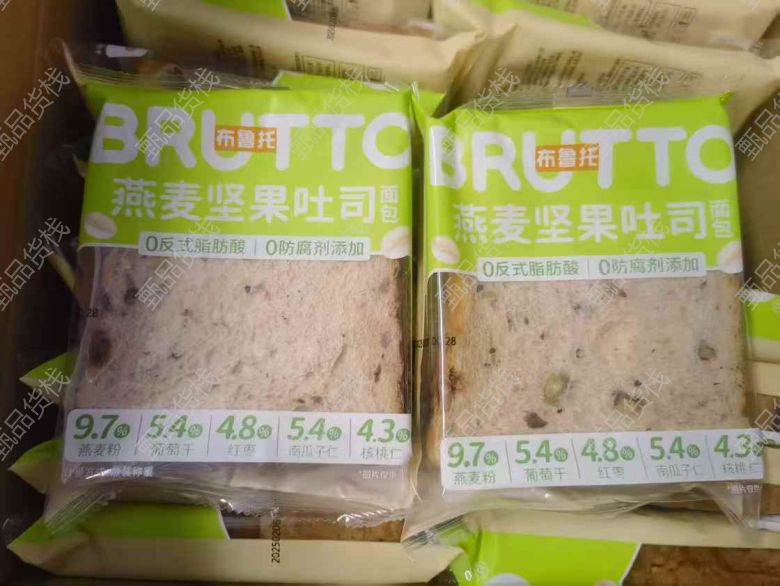 BRUTTO
布鲁托
燕麦坚果吐司面包
0反式脂肪酸 0防腐剂添加
9.7% 5.4% 4.8% 5.4% 4.3%
燕麦粉 葡萄干 红枣 南瓜子仁 核桃仁
BRUTTO
布鲁托
燕麦坚果吐司面包
0反式脂肪酸 0防腐剂添加
9.7% 5.4% 4.8% 5.4% 4.3%
燕麦粉 葡萄干 红枣 南瓜子仁 核桃仁
20250206
甄品货栈